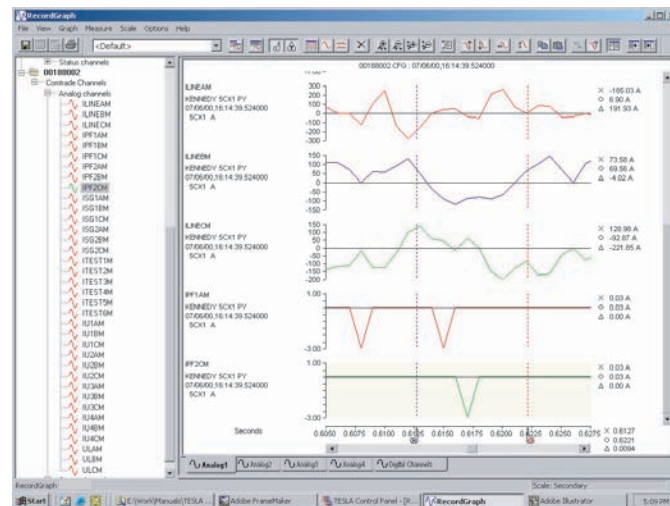 RecordGraph
File View Graph Measure Scale Options Help
<Default>
Status channels
00188002
Comtrade Channels
Analog channels
ILINEAM
ILINEBM
ILINECM
IPF1AM
IPF1BM
IPF1CM
IPF2AM
IPF2BM
IPF2CM
ISG1AM
ISG1BM
ISG1CM
ISG2AM
ISG2BM
ISG2CM
ITEST1M
ITEST2M
ITEST3M
ITEST4M
ITEST5M
ITEST6M
IU1AM
IU1BM
IU1CM
IU2AM
IU2BM
IU2CM
IU3AM
IU3BM
IU3CM
IU4AM
IU4BM
IU4CM
ULAM
ULBM
ULCM
00188002.CFG : 07/06/00,16:14:39.524000
ILINEAM
KENNEDY 5CX1 PY
07/06/00,16:14:39.524000
5CX1 A
300
200
100
0
-100
-200
-300
× -185.03 A
○ 6.90 A
Δ 191.93 A
ILINEBM
KENNEDY 5CX1 PY
07/06/00,16:14:39.524000
5CX1 A
150
100
50
0
-50
-100
-150
× 73.58 A
○ 69.56 A
Δ -4.02 A
ILINECM
KENNEDY 5CX1 PY
07/06/00,16:14:39.524000
5CX1 A
150
100
50
0
-50
-100
-150
-200
× 128.98 A
○ -92.87 A
Δ -221.85 A
IPF1AM
KENNEDY 5CX1 PY
07/06/00,16:14:39.524000
5CX1 A
1.00
-3.00
× 0.03 A
○ 0.03 A
Δ 0.00 A
IPF2CM
KENNEDY 5CX1 PY
07/06/00,16:14:39.524000
5CX1 A
1.00
-3.00
× 0.03 A
○ 0.03 A
Δ 0.00 A
Seconds
0.6050 0.6075 0.6100 0.6125 0.6150 0.6175 0.6200 0.6225 0.6250 0.6275
× 0.6127
○ 0.6221
Δ 0.0094
Analog1 Analog2 Analog3 Analog4 Digital Channels
RecordGraph Scale: Secondary
Start E:\Work\Manuals\TESLA ... Adobe FrameMaker TESLA Control Panel - [R... RecordGraph Adobe Illustrator 5:09 PM